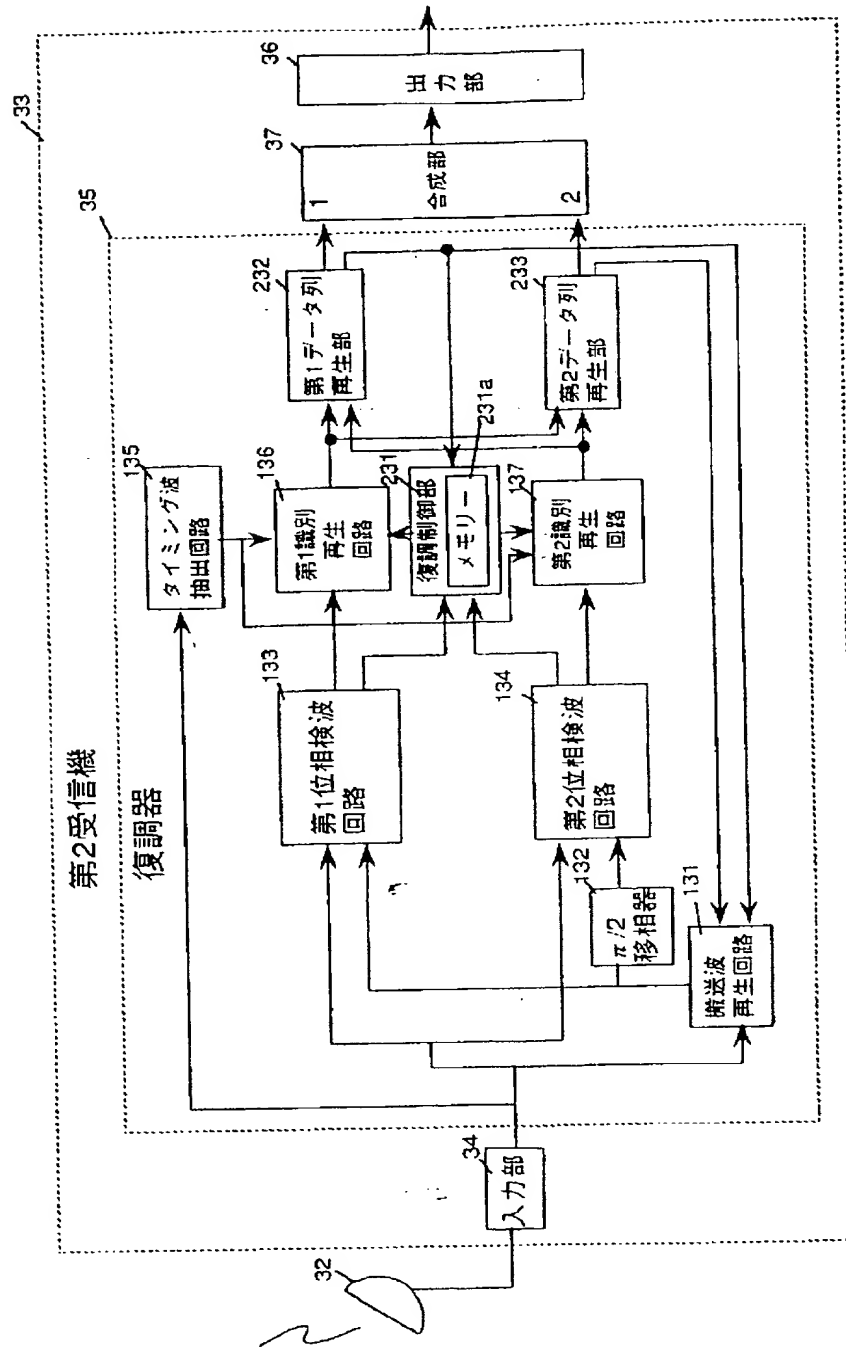 第2受信機
33
復調器
35
32
34
入力部
135
タイミング波
抽出回路
133
第1位相検波
回路
134
第2位相検波
回路
132
π/2
移相器
131
搬送波
再生回路
136
第1識別
再生
回路
231
復調制御部
231a
メモリー
137
第2識別
再生
回路
232
第1データ列
再生部
233
第2データ列
再生部
37
1
合成部
2
36
出力部